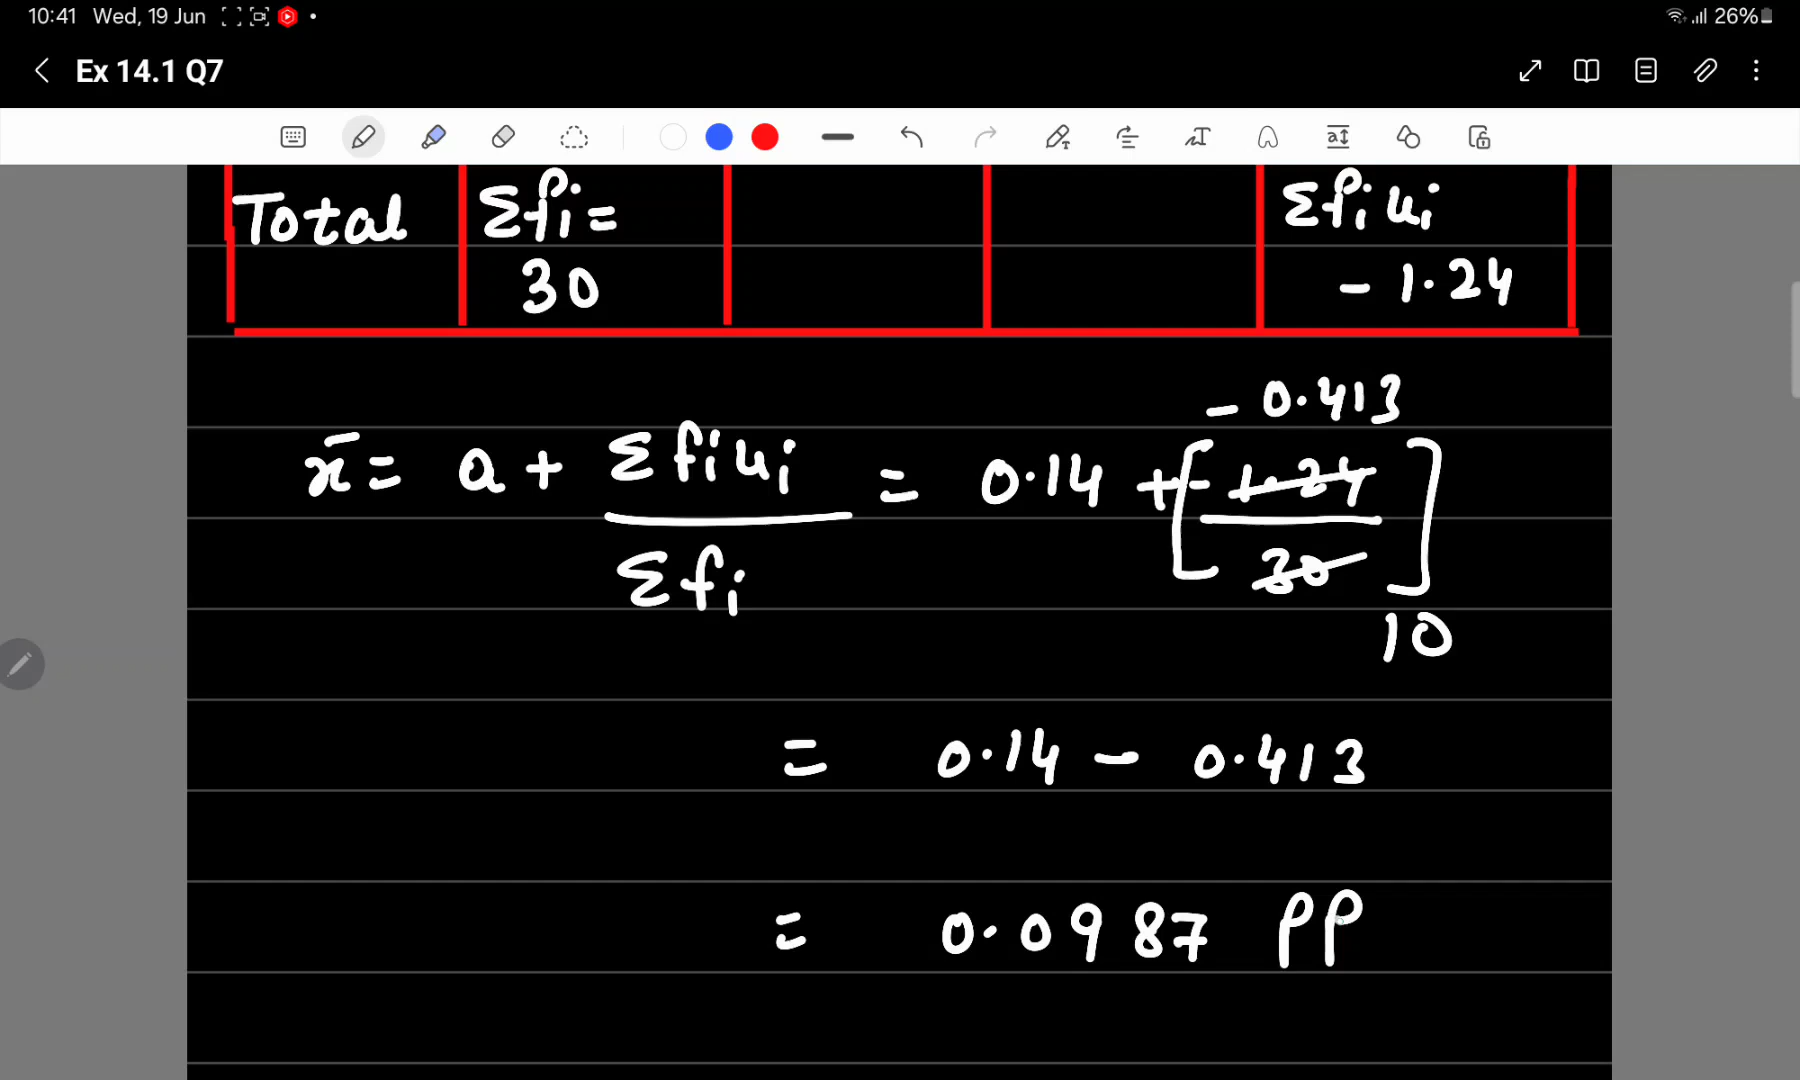 10:41 Wed, 19 Jun 26%
Ex 14.1 Q7
Total Σfi = Σfiui
30 - 1.24
- 0.413
x̄ = a + Σfiui / Σfi = 0.14 + [- 1.24 / 30]
10
= 0.14 - 0.413
= 0.0987 PP